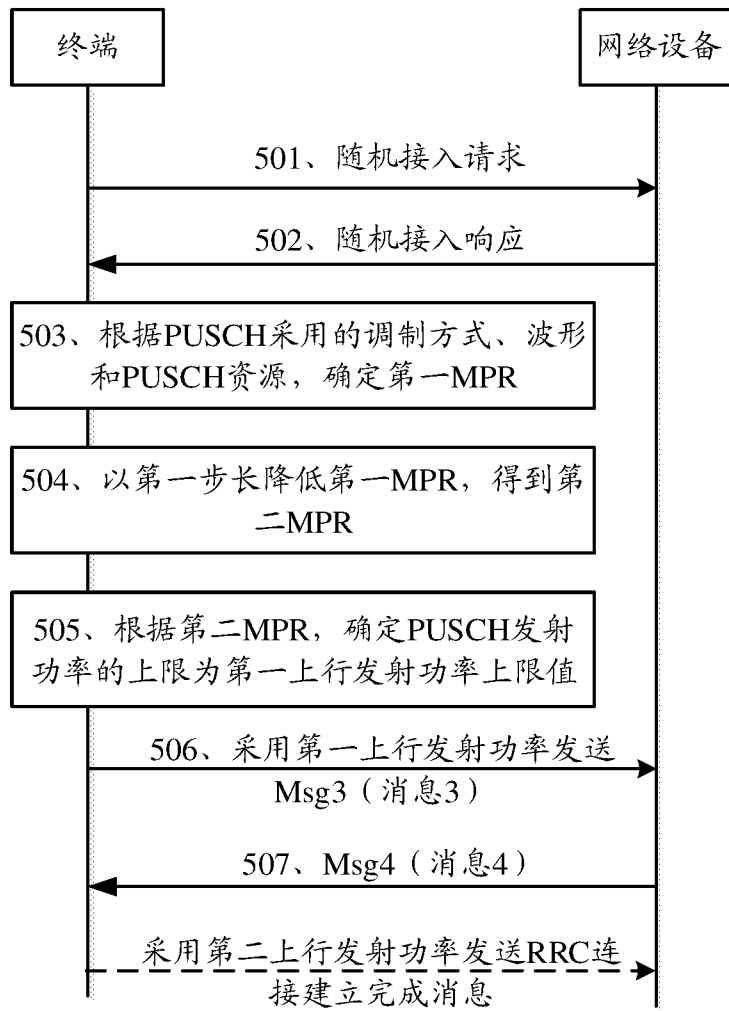 终端
网络设备
501、随机接入请求
502、随机接入响应
503、根据PUSCH采用的调制方式、波形
和PUSCH资源，确定第一MPR
504、以第一步长降低第一MPR，得到第
二MPR
505、根据第二MPR，确定PUSCH发射
功率的上限为第一上行发射功率上限值
506、采用第一上行发射功率发送
Msg3（消息3）
507、Msg4（消息4）
采用第二上行发射功率发送RRC连
接建立完成消息